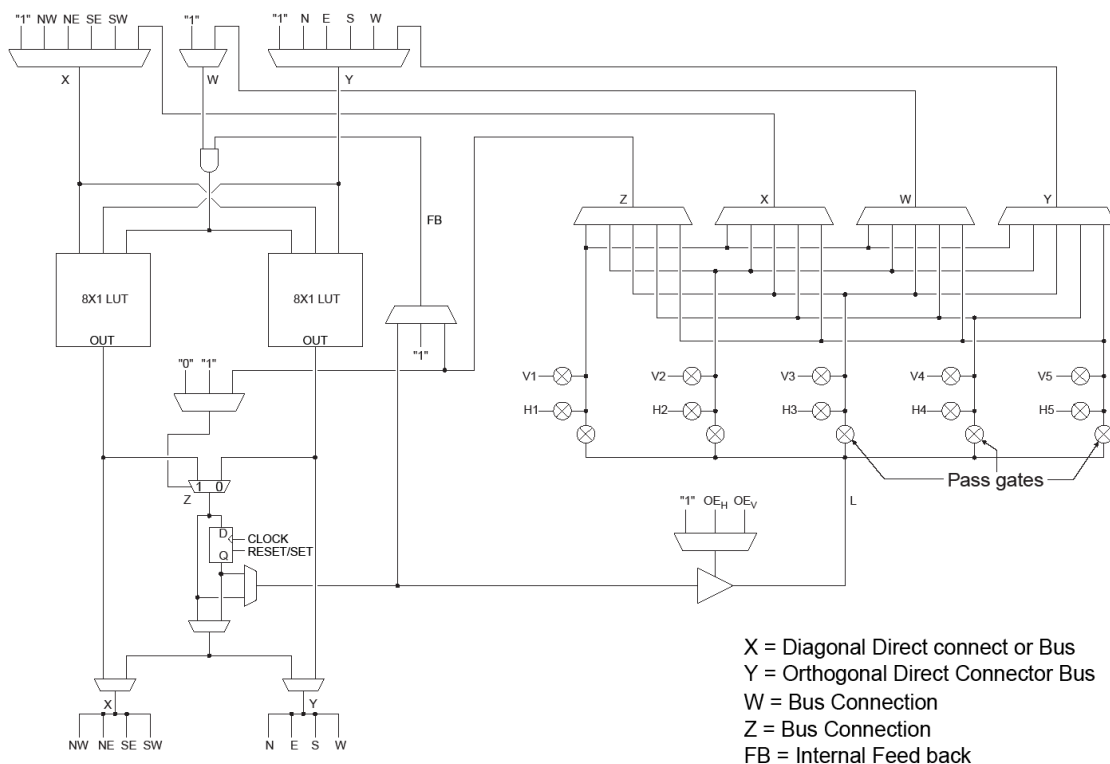 "1" NW NE SE SW "1" "1" N E S W
X W Y
Z X W Y
FB
8X1 LUT 8X1 LUT
OUT OUT
"1"
"0" "1"
V1 V2 V3 V4 V5
H1 H2 H3 H4 H5
Pass gates
1 0
Z
"1" OEH OEV
L
D
CLOCK
Q
RESET/SET
X Y
NW NE SE SW N E S W
X = Diagonal Direct connect or Bus
Y = Orthogonal Direct Connector Bus
W = Bus Connection
Z = Bus Connection
FB = Internal Feed back